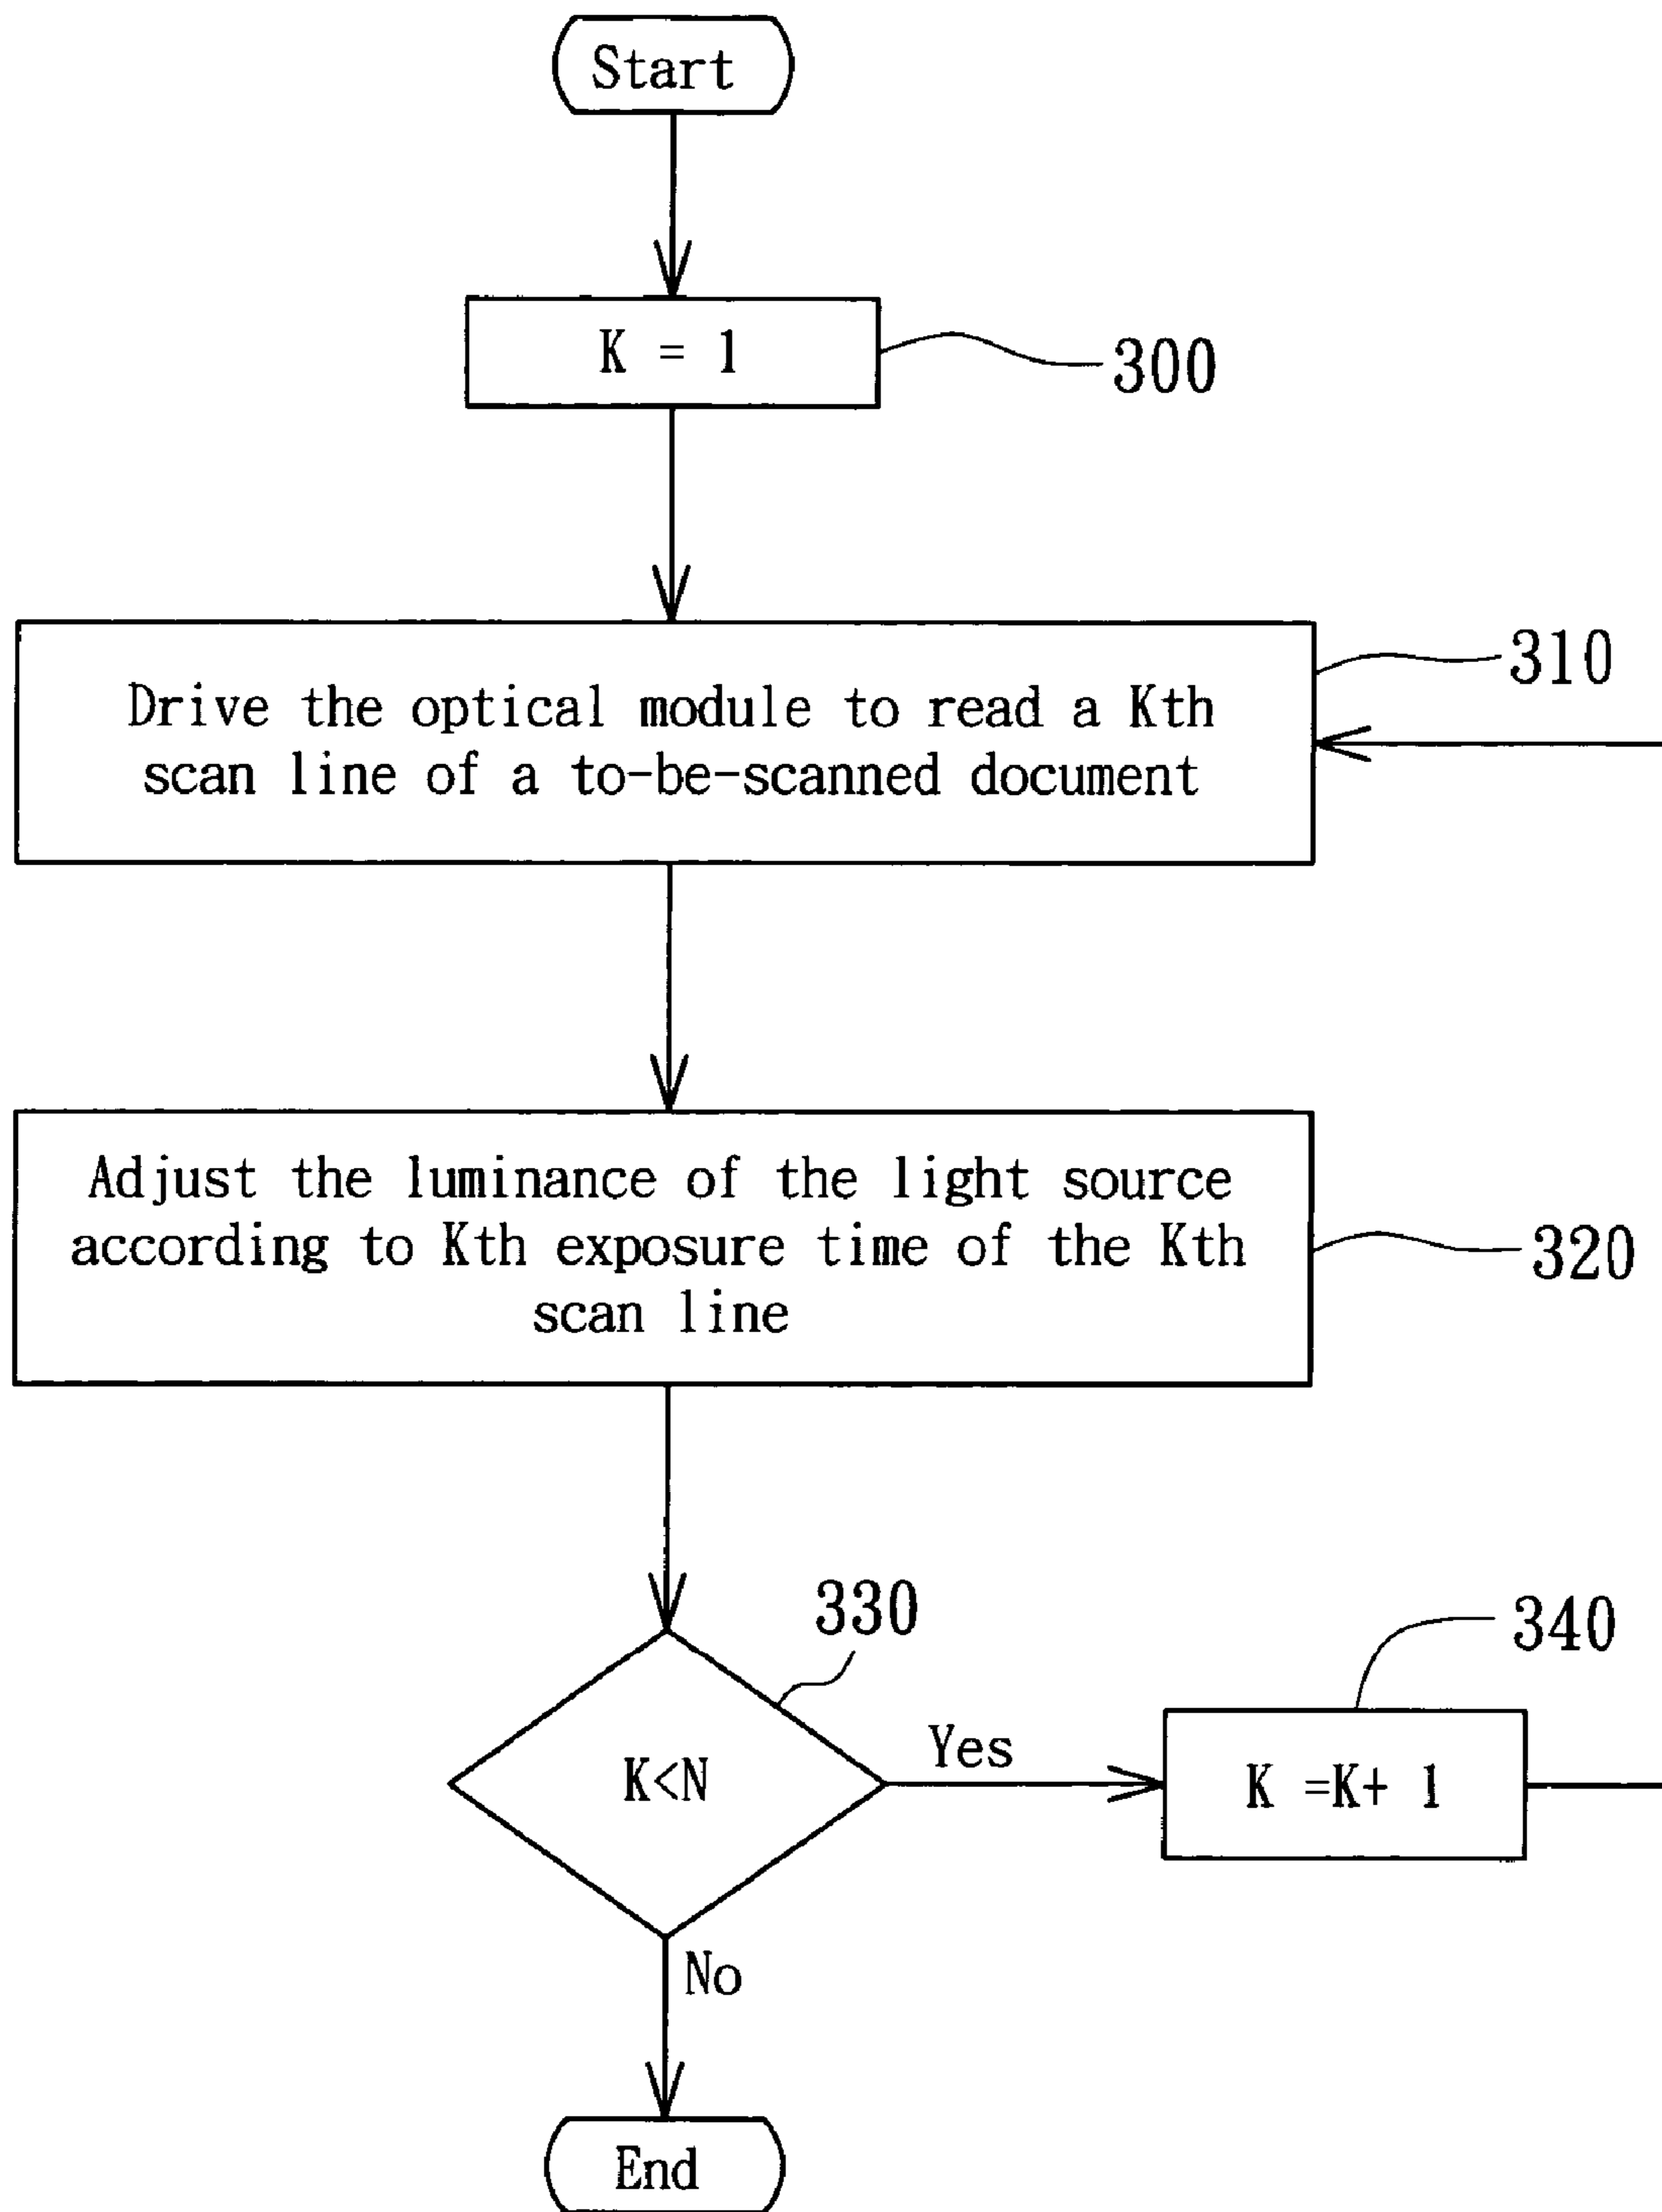 Start
K = 1
300
310
Drive the optical module to read a Kth
scan line of a to-be-scanned document
Adjust the luminance of the light source
according to Kth exposure time of the Kth
scan line
320
330
340
K<N
Yes
K =K+ 1
No
End